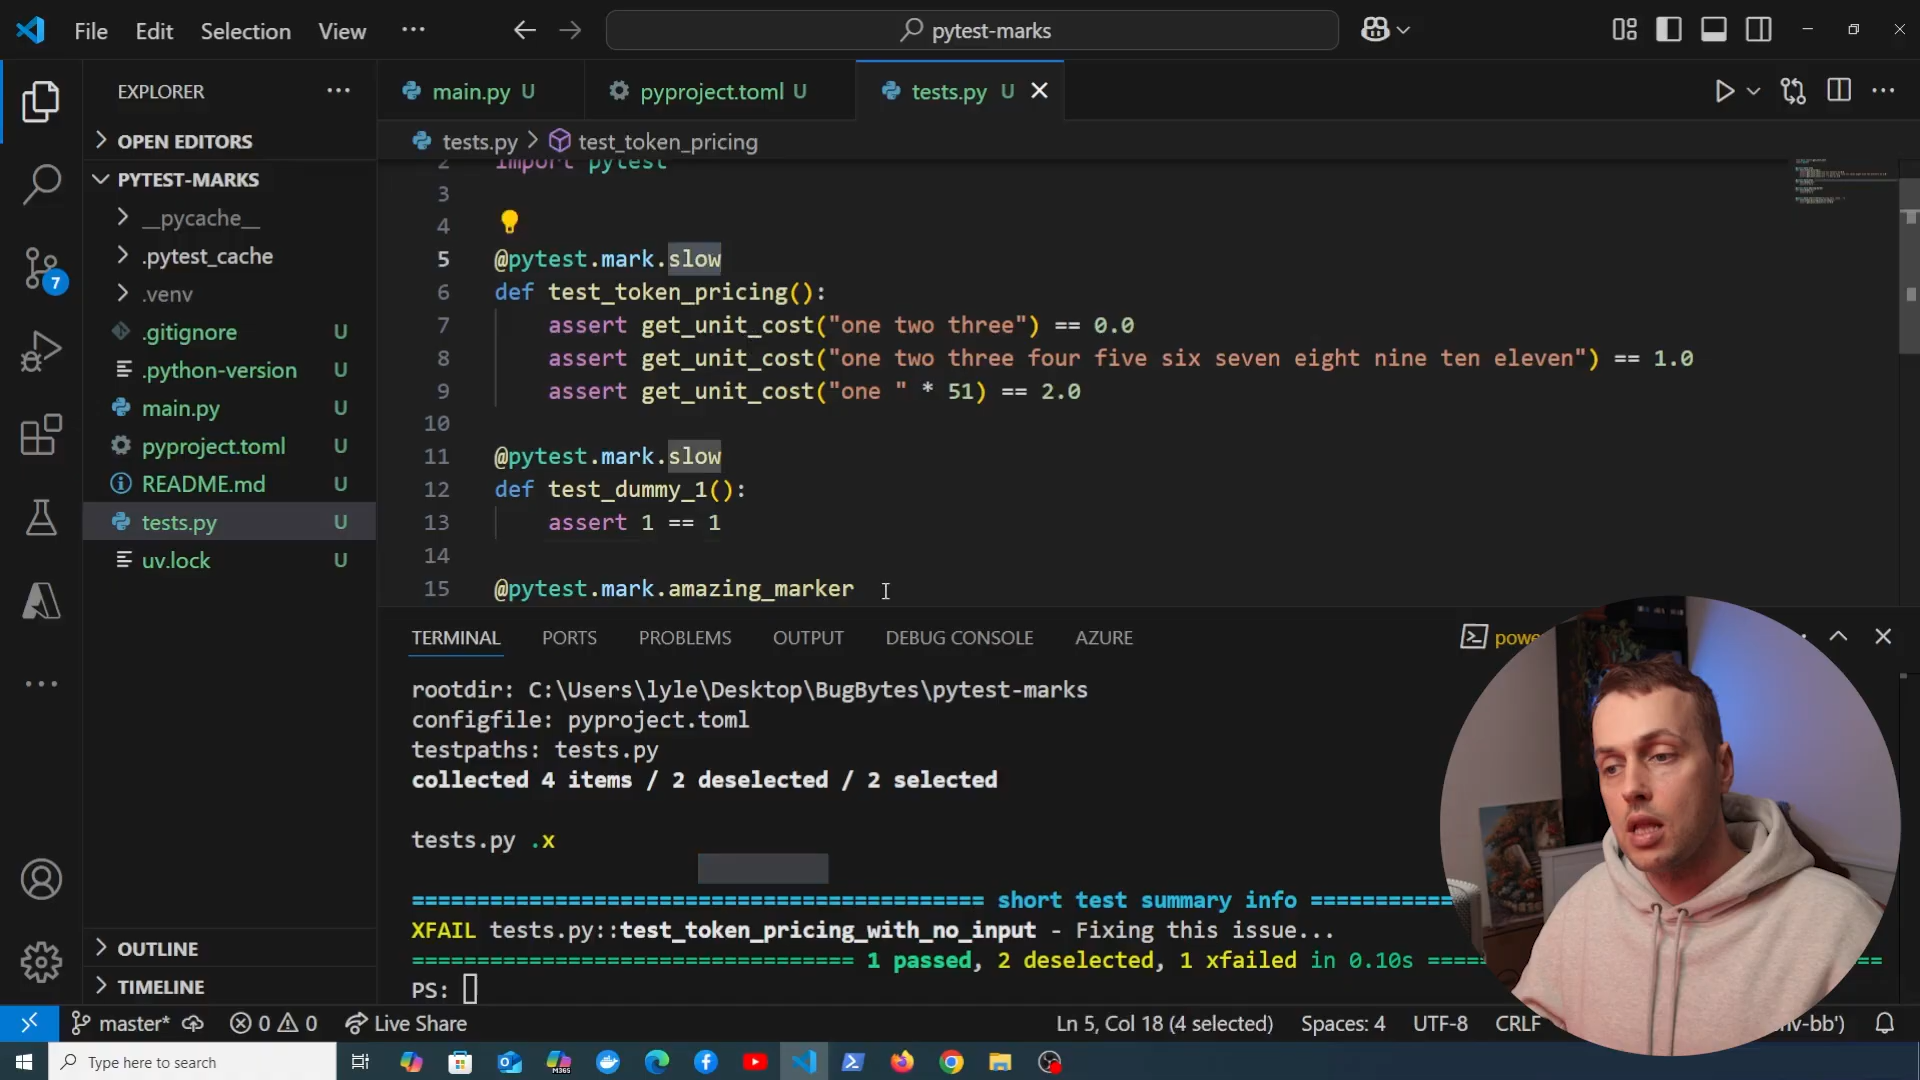 File Edit Selection View ···
pytest-marks
EXPLORER
OPEN EDITORS
PYTEST-MARKS
__pycache__
.pytest_cache
.venv
.gitignore U
.python-version U
main.py U
pyproject.toml U
README.md U
tests.py U
uv.lock U
OUTLINE
TIMELINE
7
main.py U
pyproject.toml U
tests.py U
tests.py > test_token_pricing
2 import pytest
3
4
5 @pytest.mark.slow
6 def test_token_pricing():
7 assert get_unit_cost("one two three") == 0.0
8 assert get_unit_cost("one two three four five six seven eight nine ten eleven") == 1.0
9 assert get_unit_cost("one " * 51) == 2.0
10
11 @pytest.mark.slow
12 def test_dummy_1():
13 assert 1 == 1
14
15 @pytest.mark.amazing_marker
TERMINAL PORTS PROBLEMS OUTPUT DEBUG CONSOLE AZURE
rootdir: C:\Users\lyle\Desktop\BugBytes\pytest-marks
configfile: pyproject.toml
testpaths: tests.py
collected 4 items / 2 deselected / 2 selected
tests.py .x
============================================ short test summary info ===========
XFAIL tests.py::test_token_pricing_with_no_input - Fixing this issue...
================================== 1 passed, 2 deselected, 1 xfailed in 0.10s =====
PS:
master* 0 0 Live Share Ln 5, Col 18 (4 selected) Spaces: 4 UTF-8 CRLF
Type here to search
M365